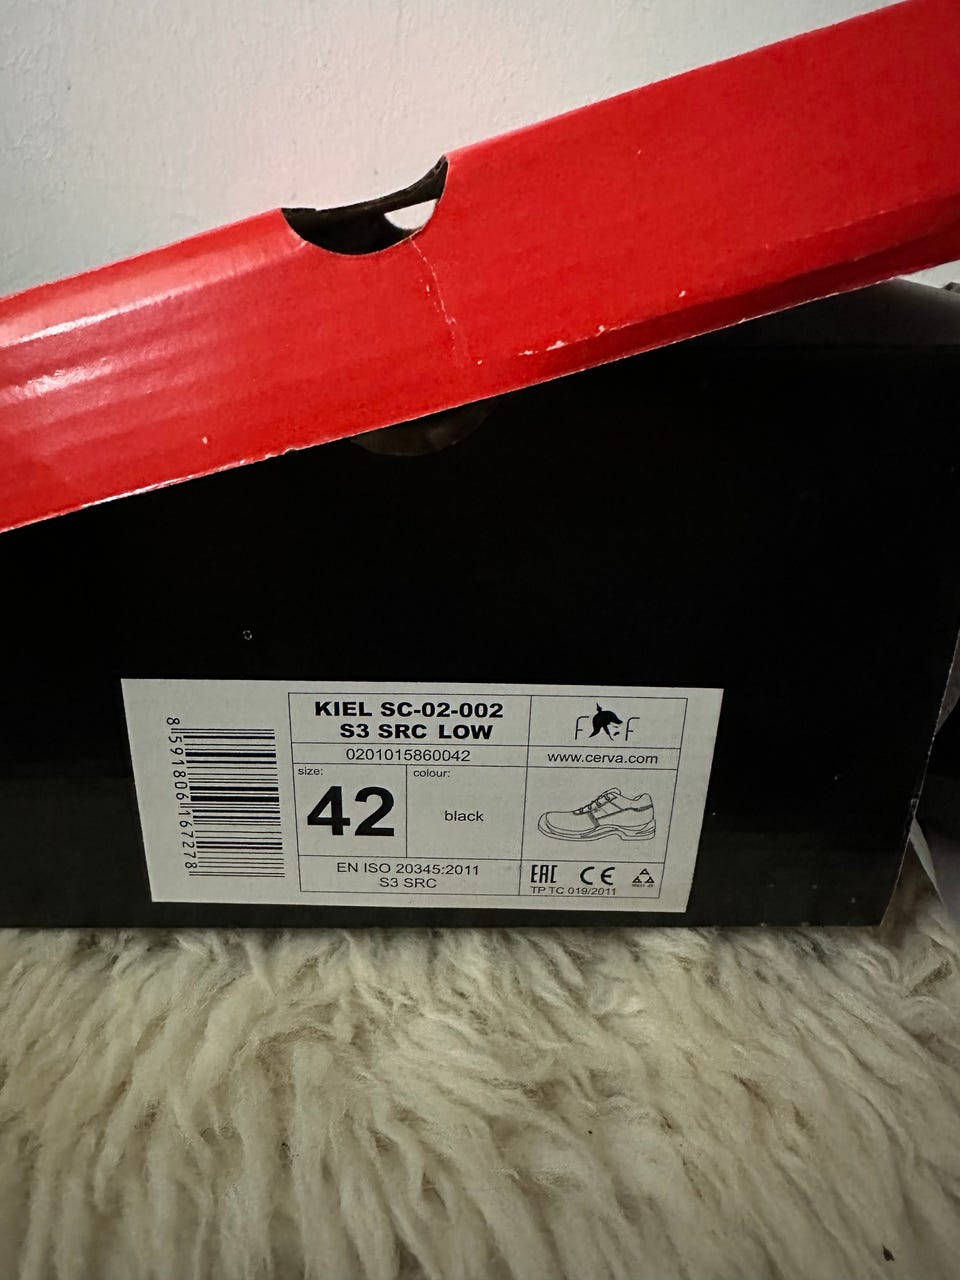 8591806167278
KIEL SC-02-002
S3 SRC LOW
F F
0201015860042
www.cerva.com
size:
42
colour:
black
EN ISO 20345:2011
S3 SRC
EAC CE
TP TC 019/2011